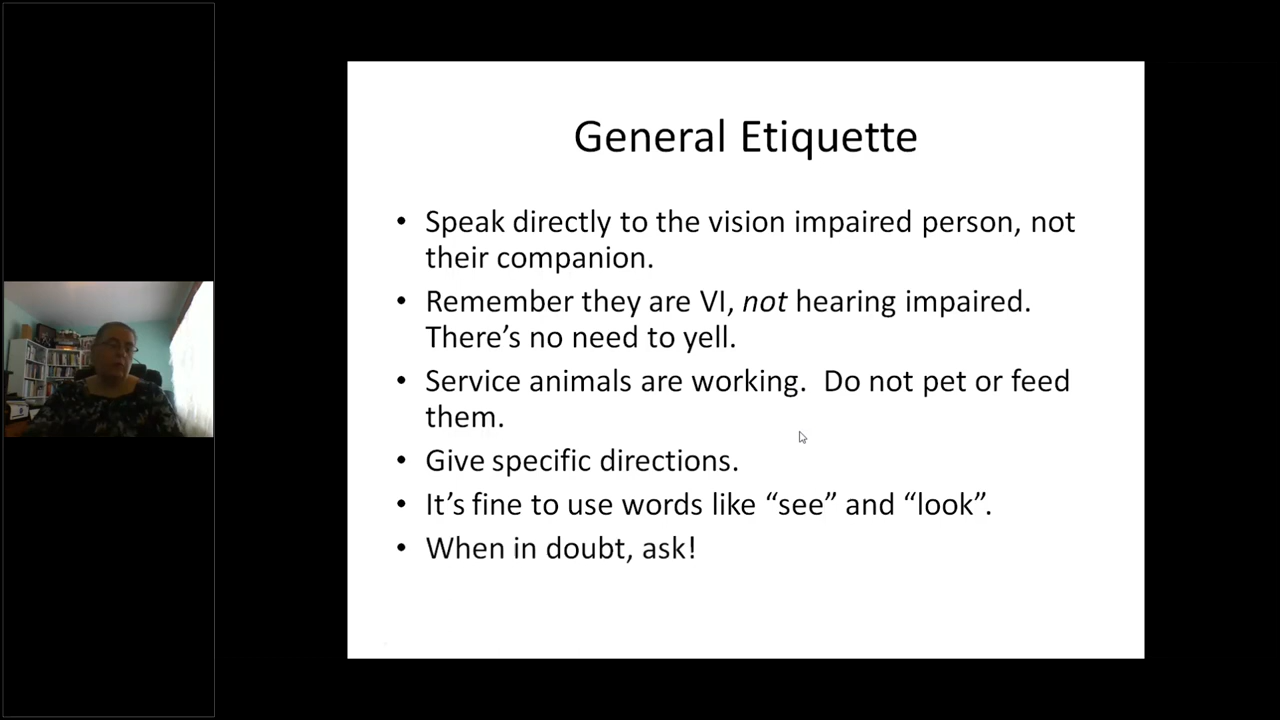 General Etiquette
• Speak directly to the vision impaired person, not
their companion.
• Remember they are VI, not hearing impaired.
There’s no need to yell.
• Service animals are working.  Do not pet or feed
them.
• Give specific directions.
• It’s fine to use words like “see” and “look”.
• When in doubt, ask!